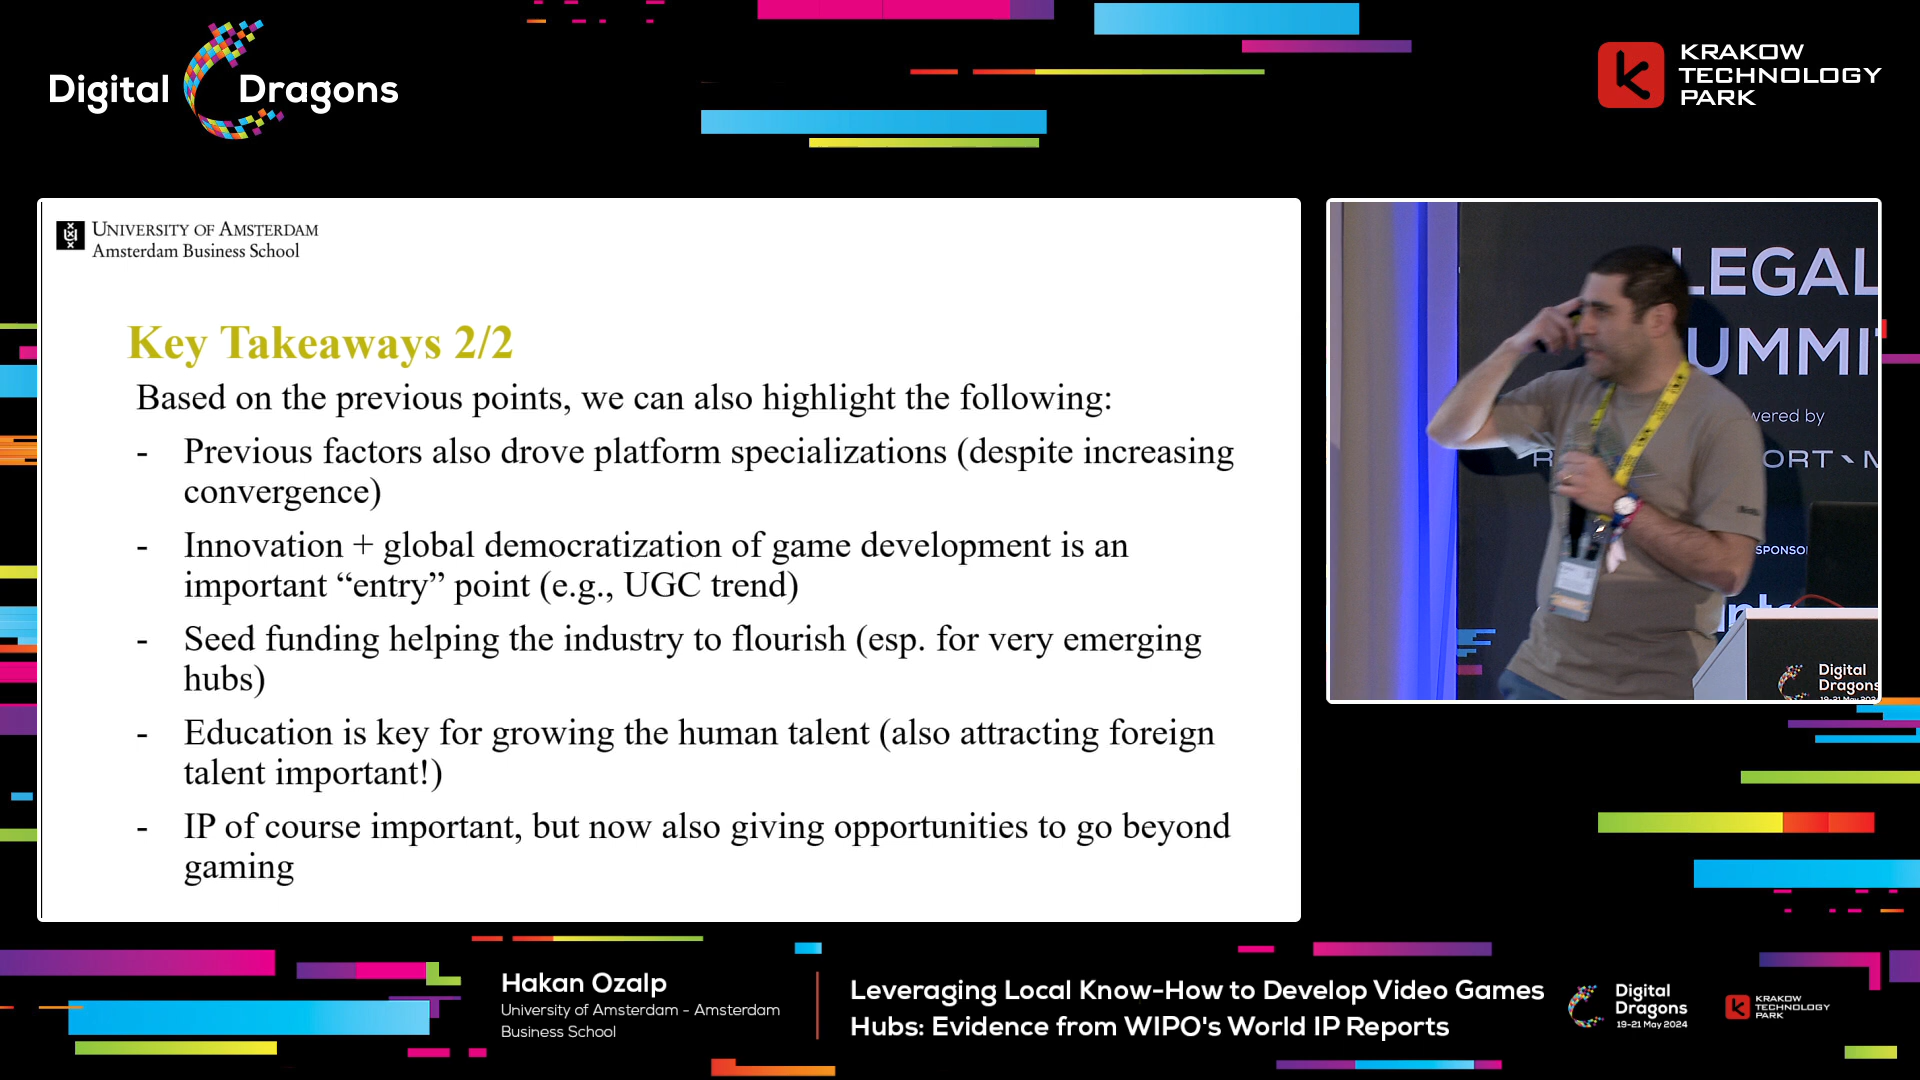 Digital Dragons
KRAKOW
TECHNOLOGY
PARK
UNIVERSITY OF AMSTERDAM
Amsterdam Business School
Key Takeaways 2/2
Based on the previous points, we can also highlight the following:
- Previous factors also drove platform specializations (despite increasing
convergence)
- Innovation + global democratization of game development is an
important “entry” point (e.g., UGC trend)
- Seed funding helping the industry to flourish (esp. for very emerging
hubs)
- Education is key for growing the human talent (also attracting foreign
talent important!)
- IP of course important, but now also giving opportunities to go beyond
gaming
LEGAL
UMMI
wered by
R
ORT
SPONSO
Digital
Dragons
19-21 May 202
Hakan Ozalp
University of Amsterdam - Amsterdam
Business School
Leveraging Local Know-How to Develop Video Games
Hubs: Evidence from WIPO's World IP Reports
Digital
Dragons
19-21 May 2024
KRAKOW
TECHNOLOGY
PARK